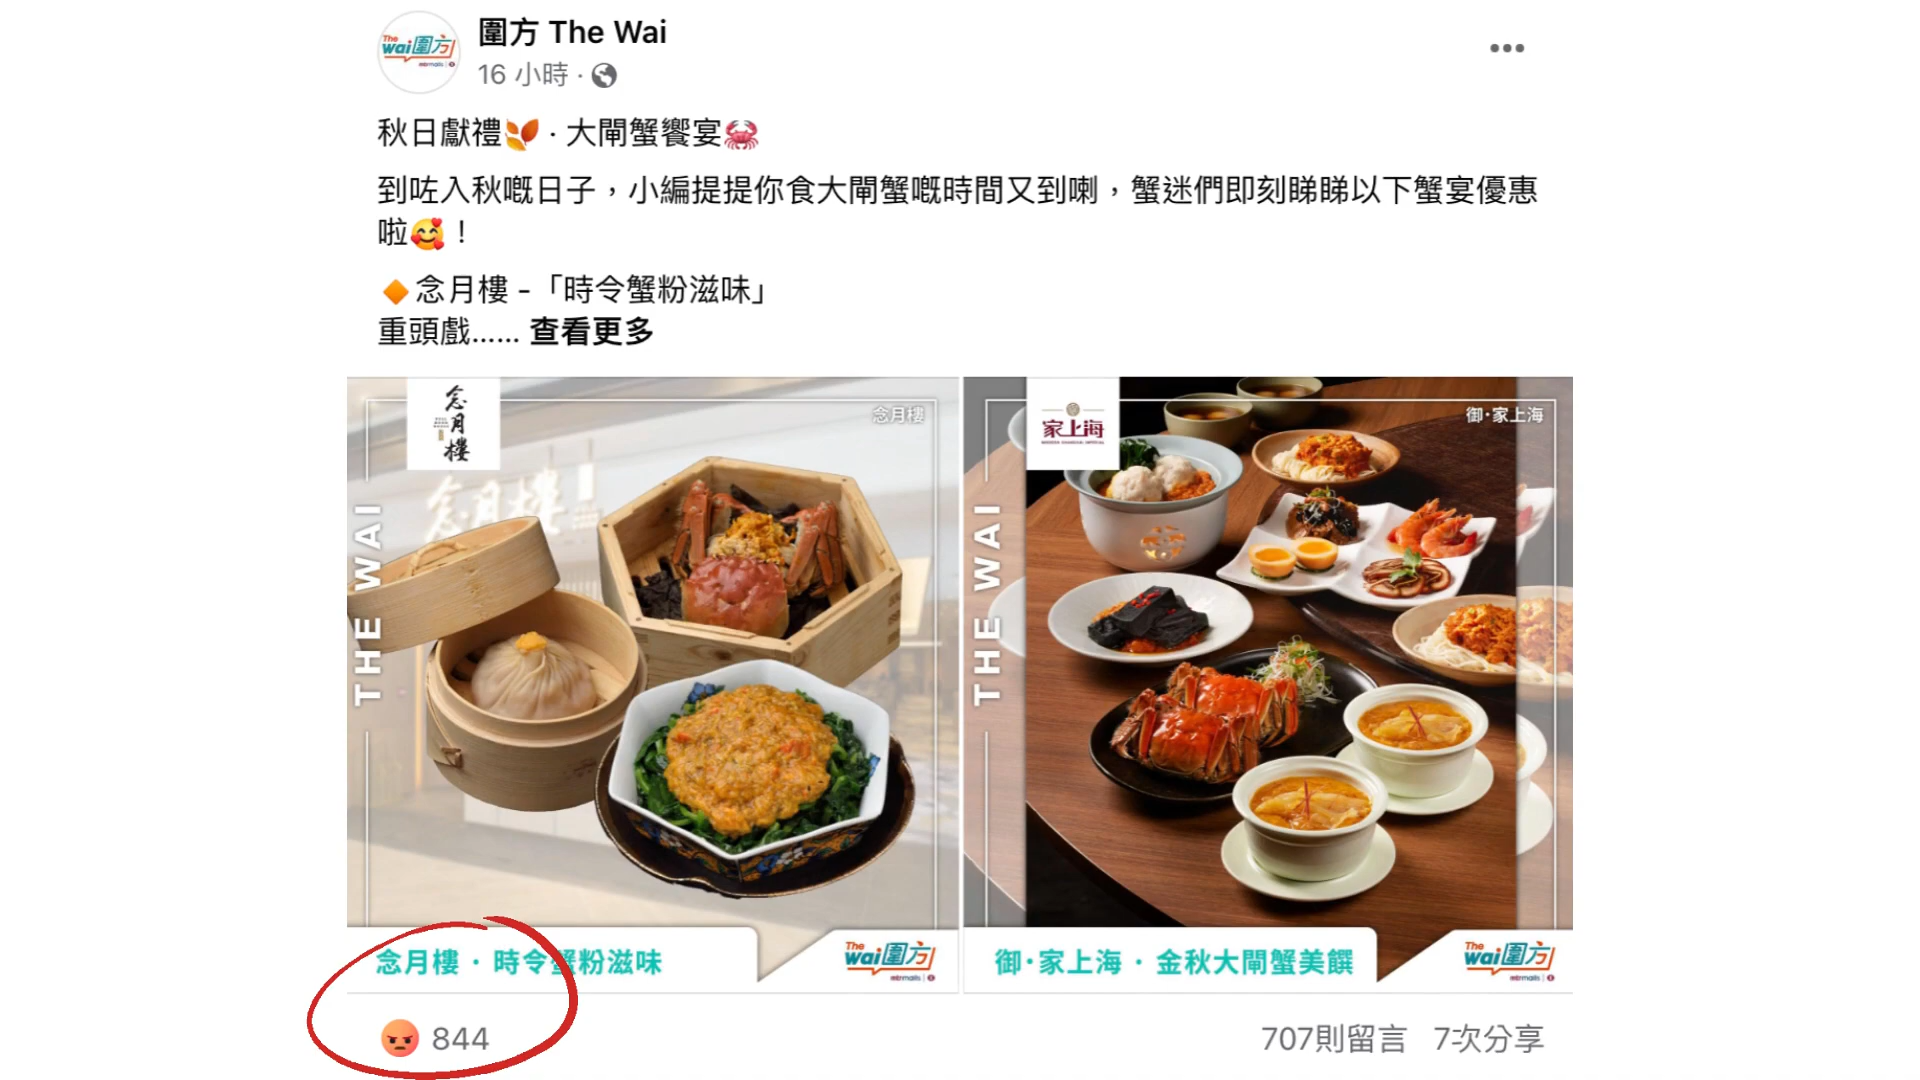 圍方 The Wai
16 小時 ·
秋日獻禮🍂 · 大閘蟹饗宴🦀
到咗入秋嘅日子，小編提提你食大閘蟹嘅時間又到喇，蟹迷們即刻睇睇以下蟹宴優惠
啦🥰！
🔸念月樓 -「時令蟹粉滋味」
重頭戲…… 查看更多
念月樓
念月樓
念月樓
THE WAI
念月樓 · 時令蟹粉滋味
The Wai 圍方
家上海
御·家上海
THE WAI
御·家上海 · 金秋大閘蟹美饌
The Wai 圍方
844
707則留言 7次分享